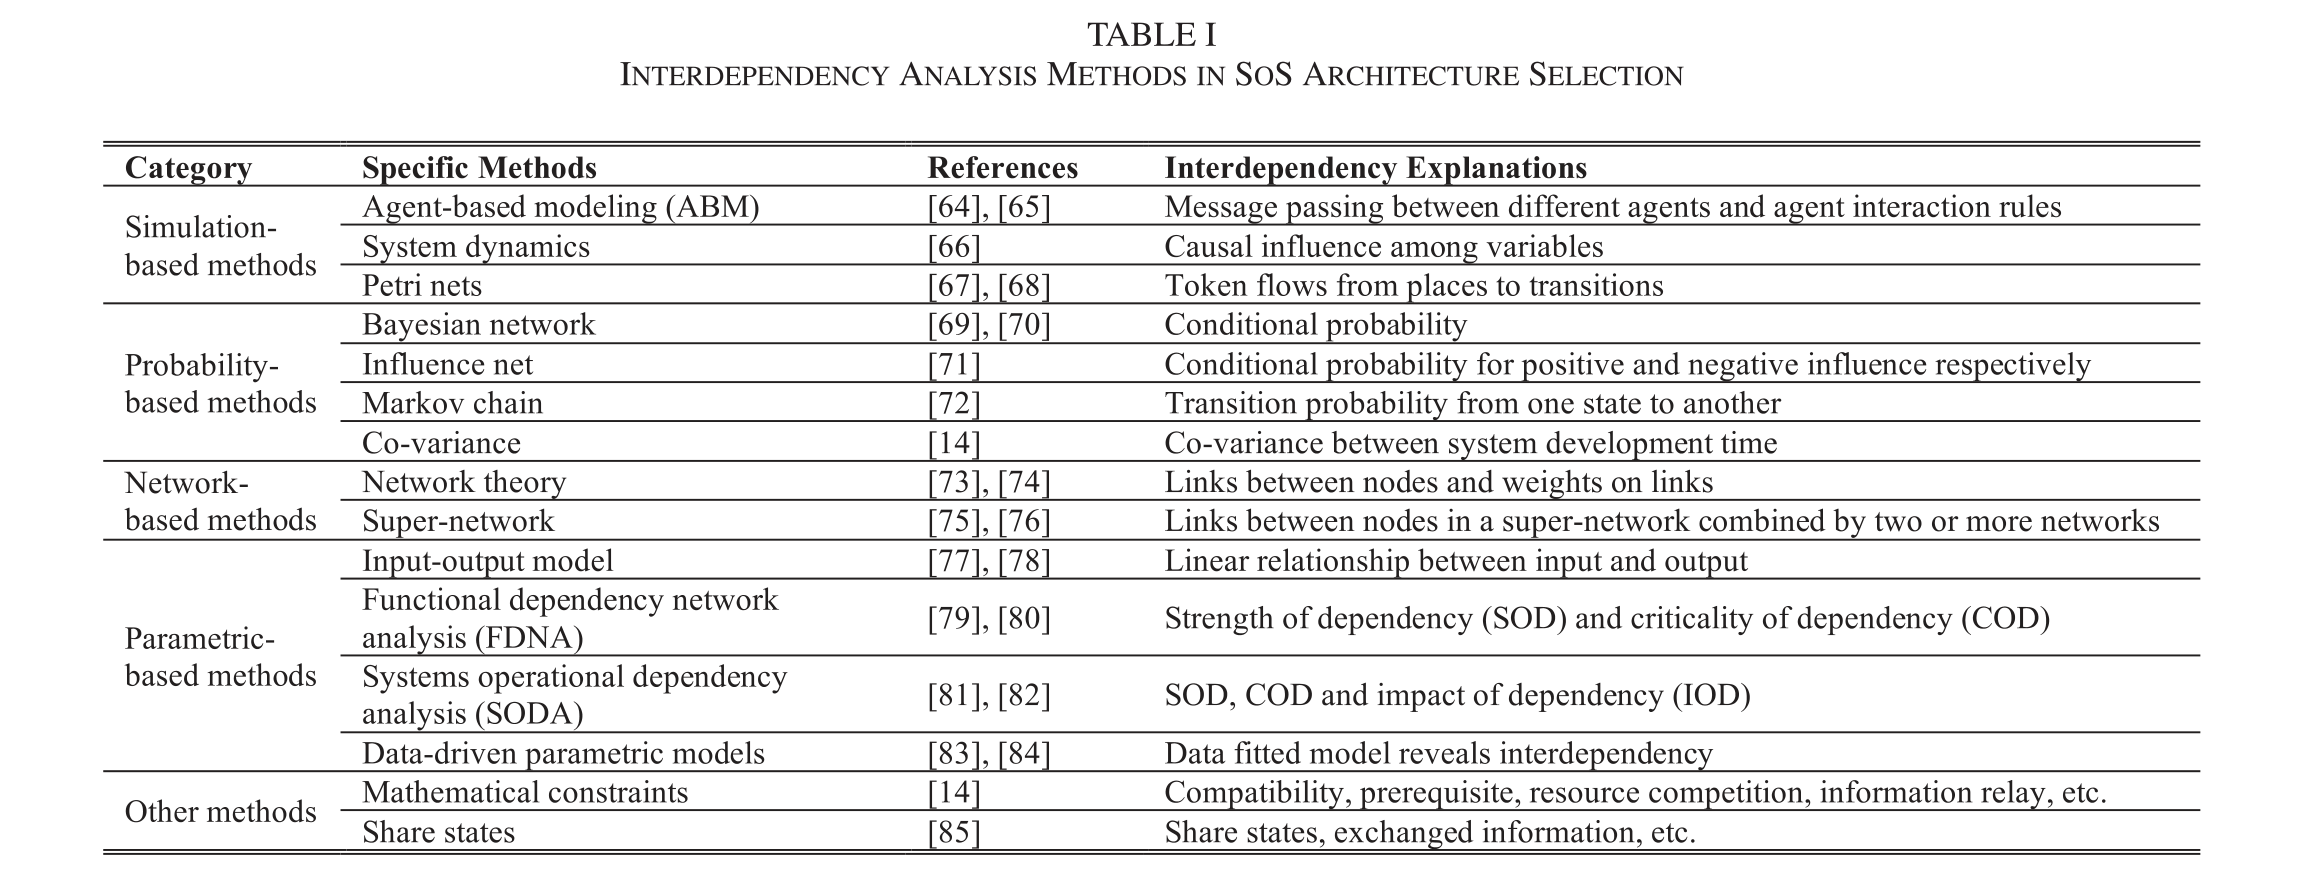 TABLE I
INTERDEPENDENCY ANALYSIS METHODS IN SOS ARCHITECTURE SELECTION
Category Specific Methods References Interdependency Explanations
Simulation-
based methods
Agent-based modeling (ABM) [64], [65] Message passing between different agents and agent interaction rules
System dynamics [66] Causal influence among variables
Petri nets [67], [68] Token flows from places to transitions
Probability-
based methods
Bayesian network [69], [70] Conditional probability
Influence net [71] Conditional probability for positive and negative influence respectively
Markov chain [72] Transition probability from one state to another
Co-variance [14] Co-variance between system development time
Network-
based methods
Network theory [73], [74] Links between nodes and weights on links
Super-network [75], [76] Links between nodes in a super-network combined by two or more networks
Parametric-
based methods
Input-output model [77], [78] Linear relationship between input and output
Functional dependency network
analysis (FDNA) [79], [80] Strength of dependency (SOD) and criticality of dependency (COD)
Systems operational dependency
analysis (SODA) [81], [82] SOD, COD and impact of dependency (IOD)
Data-driven parametric models [83], [84] Data fitted model reveals interdependency
Other methods
Mathematical constraints [14] Compatibility, prerequisite, resource competition, information relay, etc.
Share states [85] Share states, exchanged information, etc.